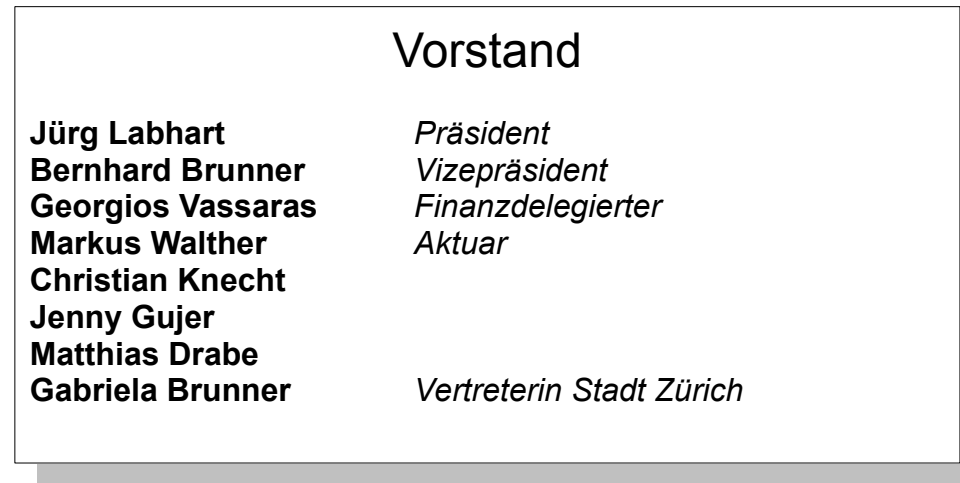 Vorstand
Jürg Labhart Präsident
Bernhard Brunner Vizepräsident
Georgios Vassaras Finanzdelegierter
Markus Walther Aktuar
Christian Knecht
Jenny Gujer
Matthias Drabe
Gabriela Brunner Vertreterin Stadt Zürich